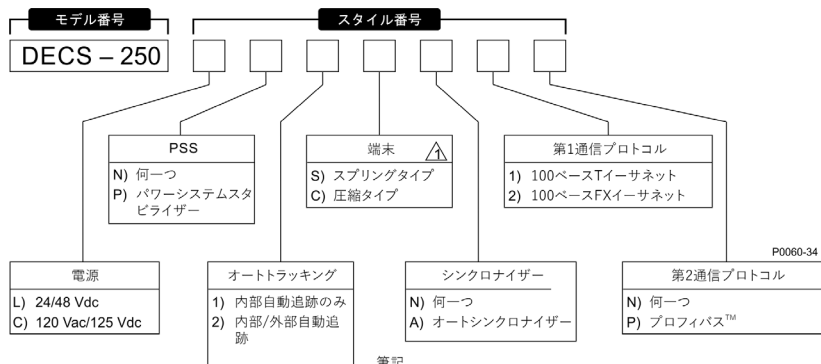 モデル番号
スタイル番号
DECS – 250
PSS
N) 何一つ
P) パワーシステムスタ
ビライザー
端末
1
S) スプリングタイプ
C) 圧縮タイプ
第1通信プロトコル
1) 100ベースTイーサネット
2) 100ベースFXイーサネット
P0060-34
電源
L) 24/48 Vdc
C) 120 Vac/125 Vdc
オートトラッキング
1) 内部自動追跡のみ
2) 内部/外部自動追
跡
シンクロナイザー
N) 何一つ
A) オートシンクロナイザー
第2通信プロトコル
N) 何一つ
P) プロフィバス™
筆記